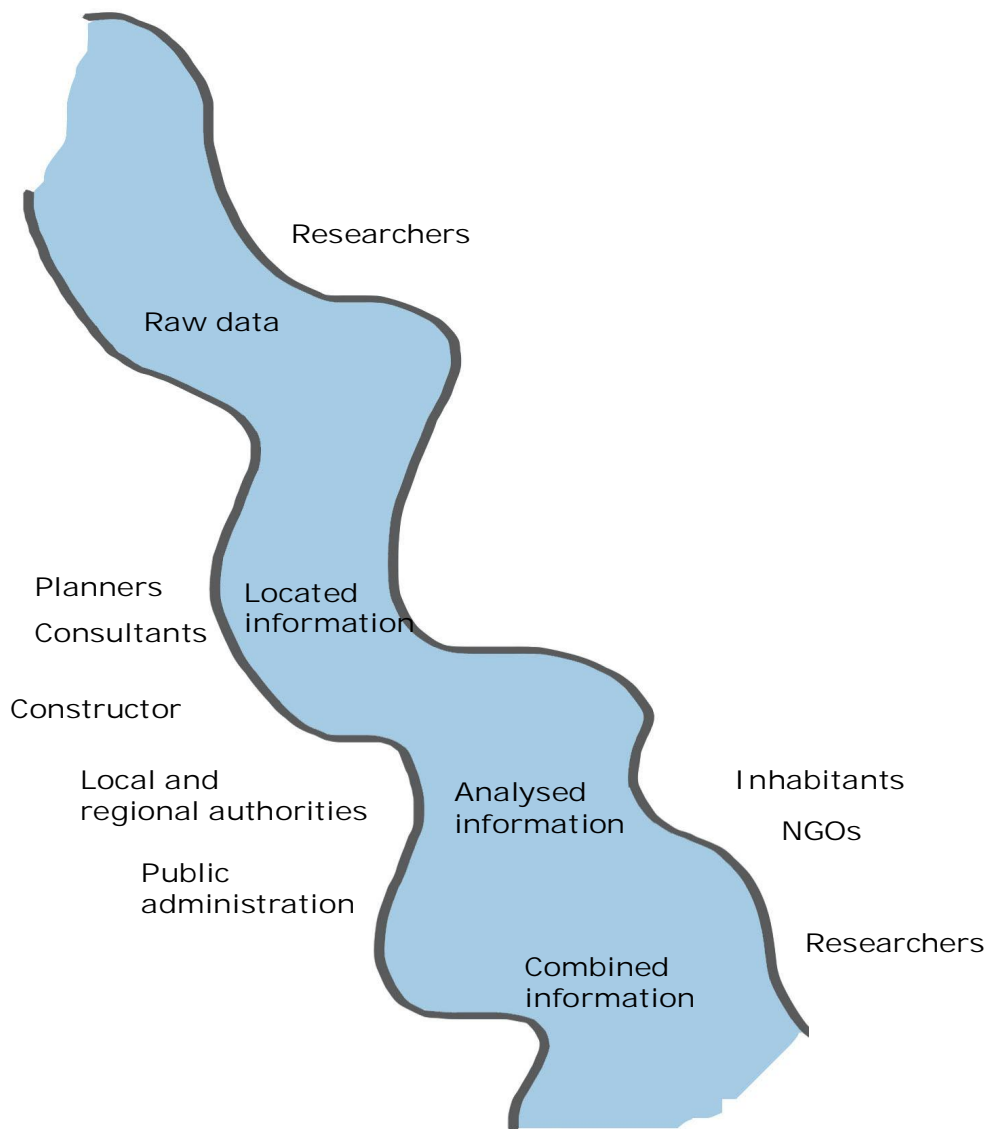 Researchers
Raw data
Planners
Consultants
Located
information
Constructor
Local and
regional authorities
Analysed
information
Inhabitants
NGOs
Public
administration
Researchers
Combined
information